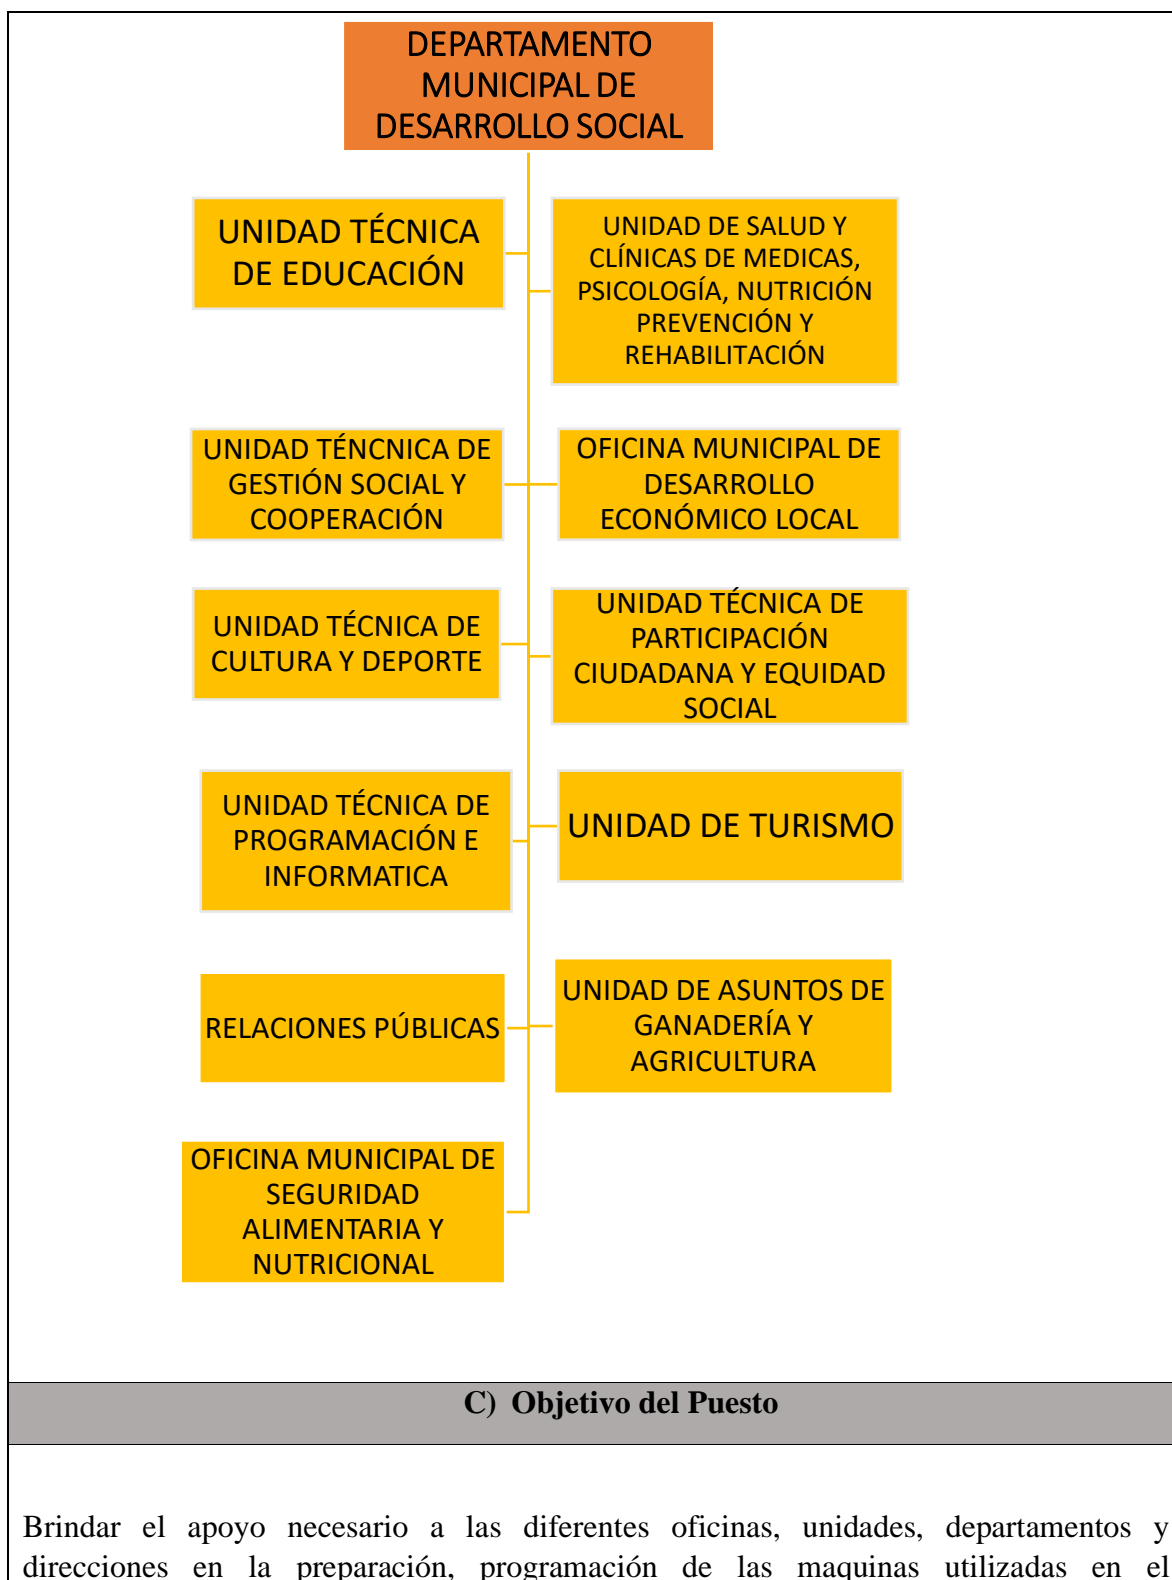 DEPARTAMENTO
MUNICIPAL DE
DESARROLLO SOCIAL
UNIDAD TÉCNICA
DE EDUCACIÓN
UNIDAD DE SALUD Y
CLÍNICAS DE MEDICAS,
PSICOLOGÍA, NUTRICIÓN
PREVENCIÓN Y
REHABILITACIÓN
UNIDAD TÉNCNICA DE
GESTIÓN SOCIAL Y
COOPERACIÓN
OFICINA MUNICIPAL DE
DESARROLLO
ECONÓMICO LOCAL
UNIDAD TÉCNICA DE
CULTURA Y DEPORTE
UNIDAD TÉCNICA DE
PARTICIPACIÓN
CIUDADANA Y EQUIDAD
SOCIAL
UNIDAD TÉCNICA DE
PROGRAMACIÓN E
INFORMATICA
UNIDAD DE TURISMO
RELACIONES PÚBLICAS
UNIDAD DE ASUNTOS DE
GANADERÍA Y
AGRICULTURA
OFICINA MUNICIPAL DE
SEGURIDAD
ALIMENTARIA Y
NUTRICIONAL
C) Objetivo del Puesto
Brindar el apoyo necesario a las diferentes oficinas, unidades, departamentos y
direcciones en la preparación, programación de las maquinas utilizadas en el